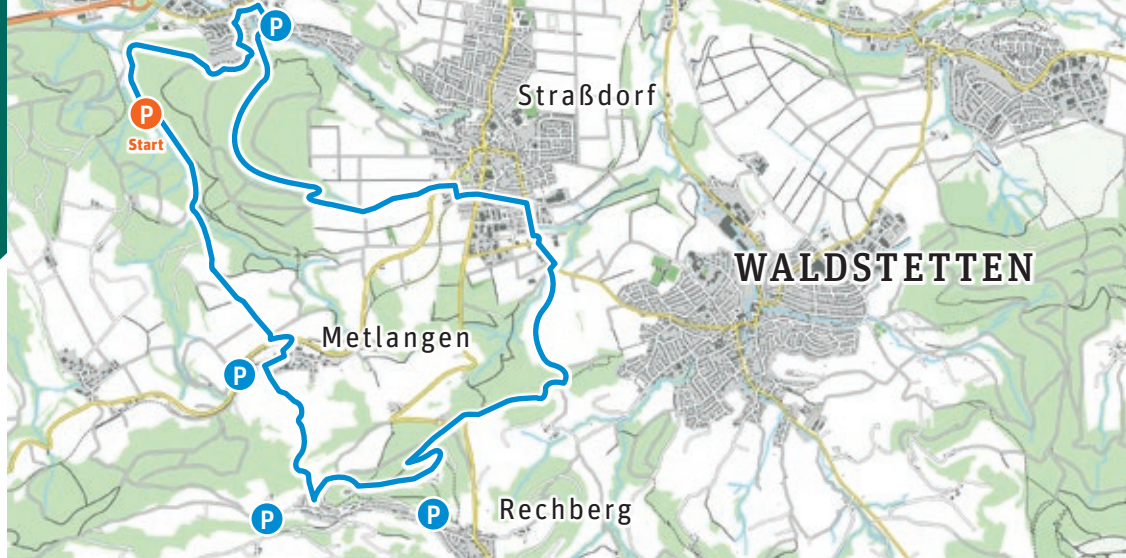 P
Straßdorf
P
Start
WALDSTETTEN
Metlangen
P
Rechberg
P
P